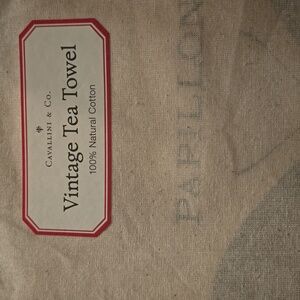 CAVALLINI & Co.
Vintage Tea Towel
100% Natural Cotton
PAPILLON